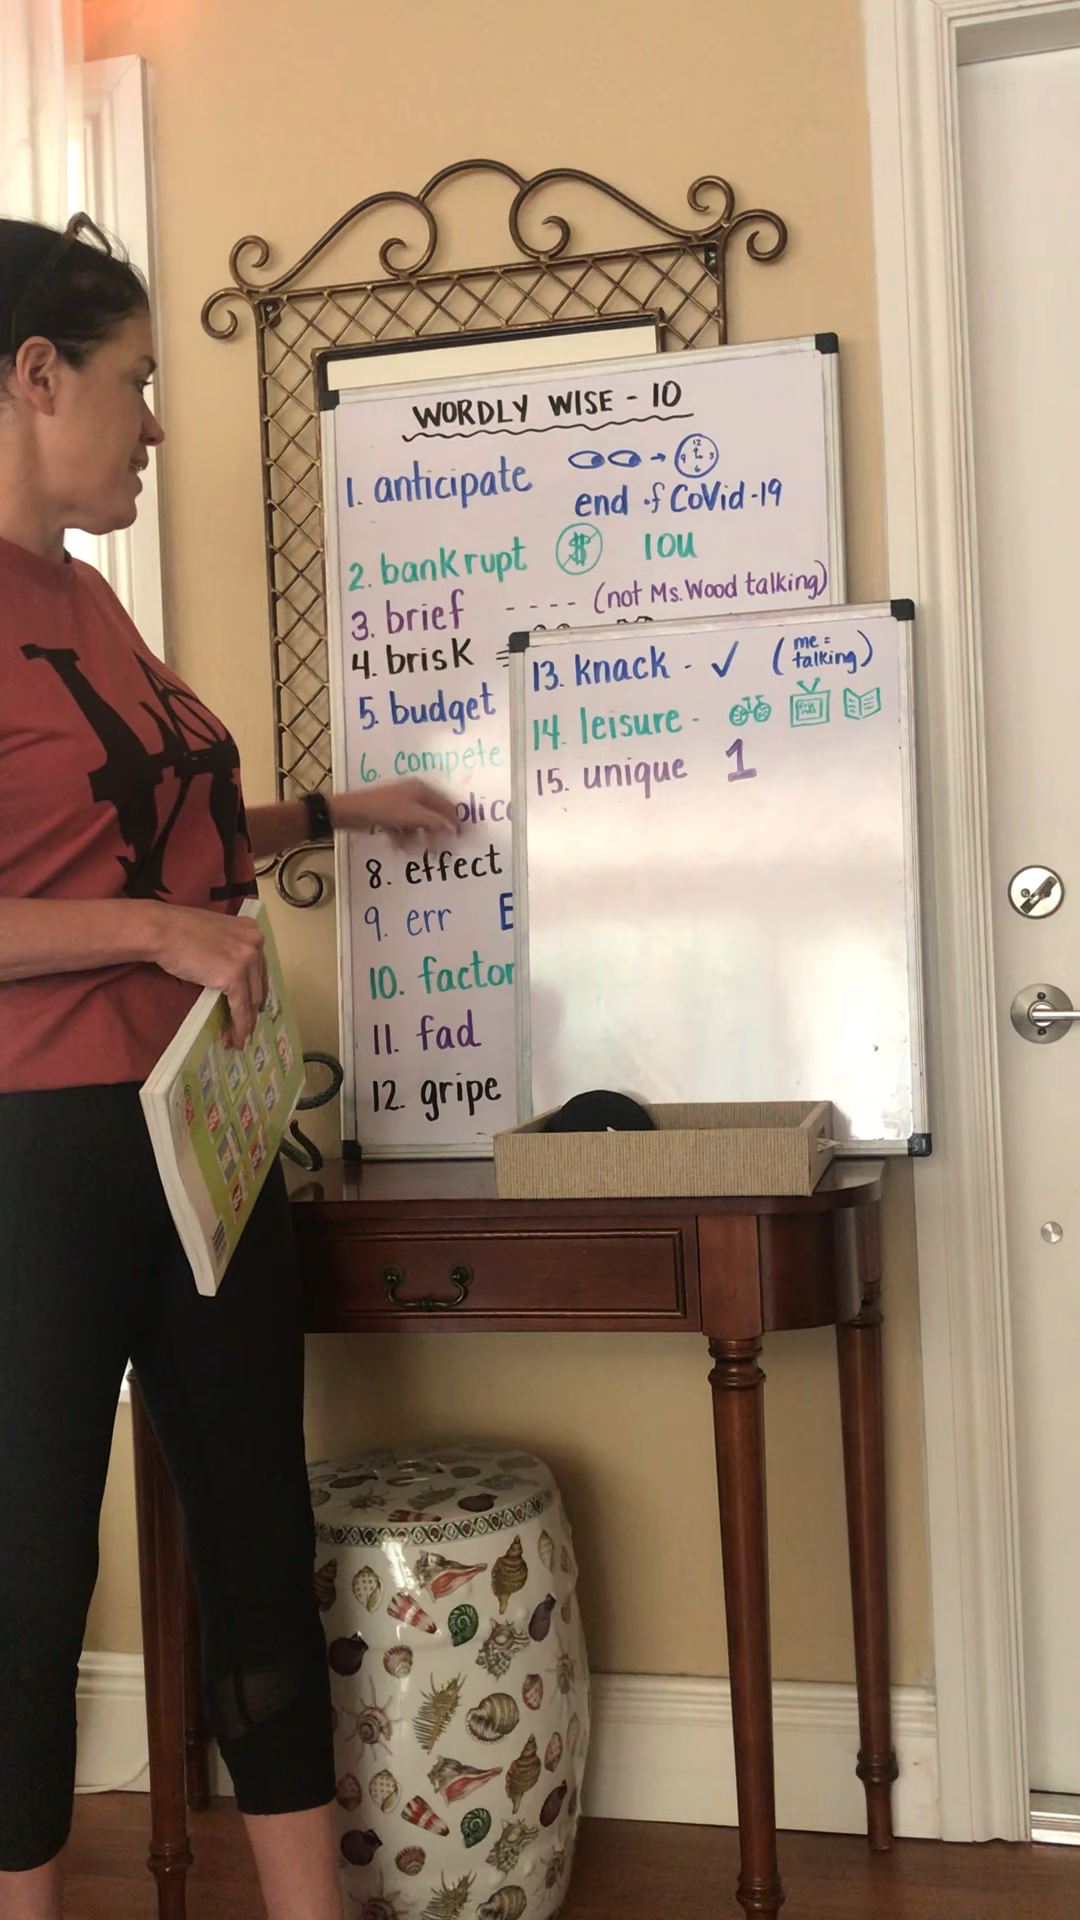 WORDLY WISE - 10
1. anticipate
end of CoVid-19
2. bankrupt $ IOU
3. brief - - - - (not Ms. Wood talking)
4. brisk
5. budget
6. compete
8. effect
9. err E
10. factor
11. fad
12. gripe
13. knack - ✓ (me = talking)
14. leisure -
15. unique 1